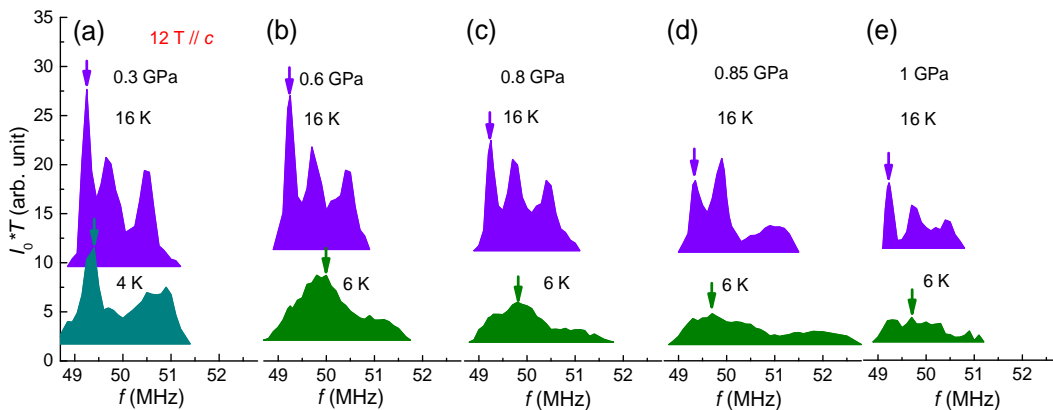 (a) (b) (c) (d) (e)
12 T // c
0.3 GPa 0.6 GPa 0.8 GPa 0.85 GPa 1 GPa
16 K 16 K 16 K 16 K 16 K
4 K 6 K 6 K 6 K 6 K
I0*T (arb. unit)
35
30
25
20
15
10
5
0
49 50 51 52 49 50 51 52 49 50 51 52 49 50 51 52 49 50 51 52
f (MHz) f (MHz) f (MHz) f (MHz) f (MHz)